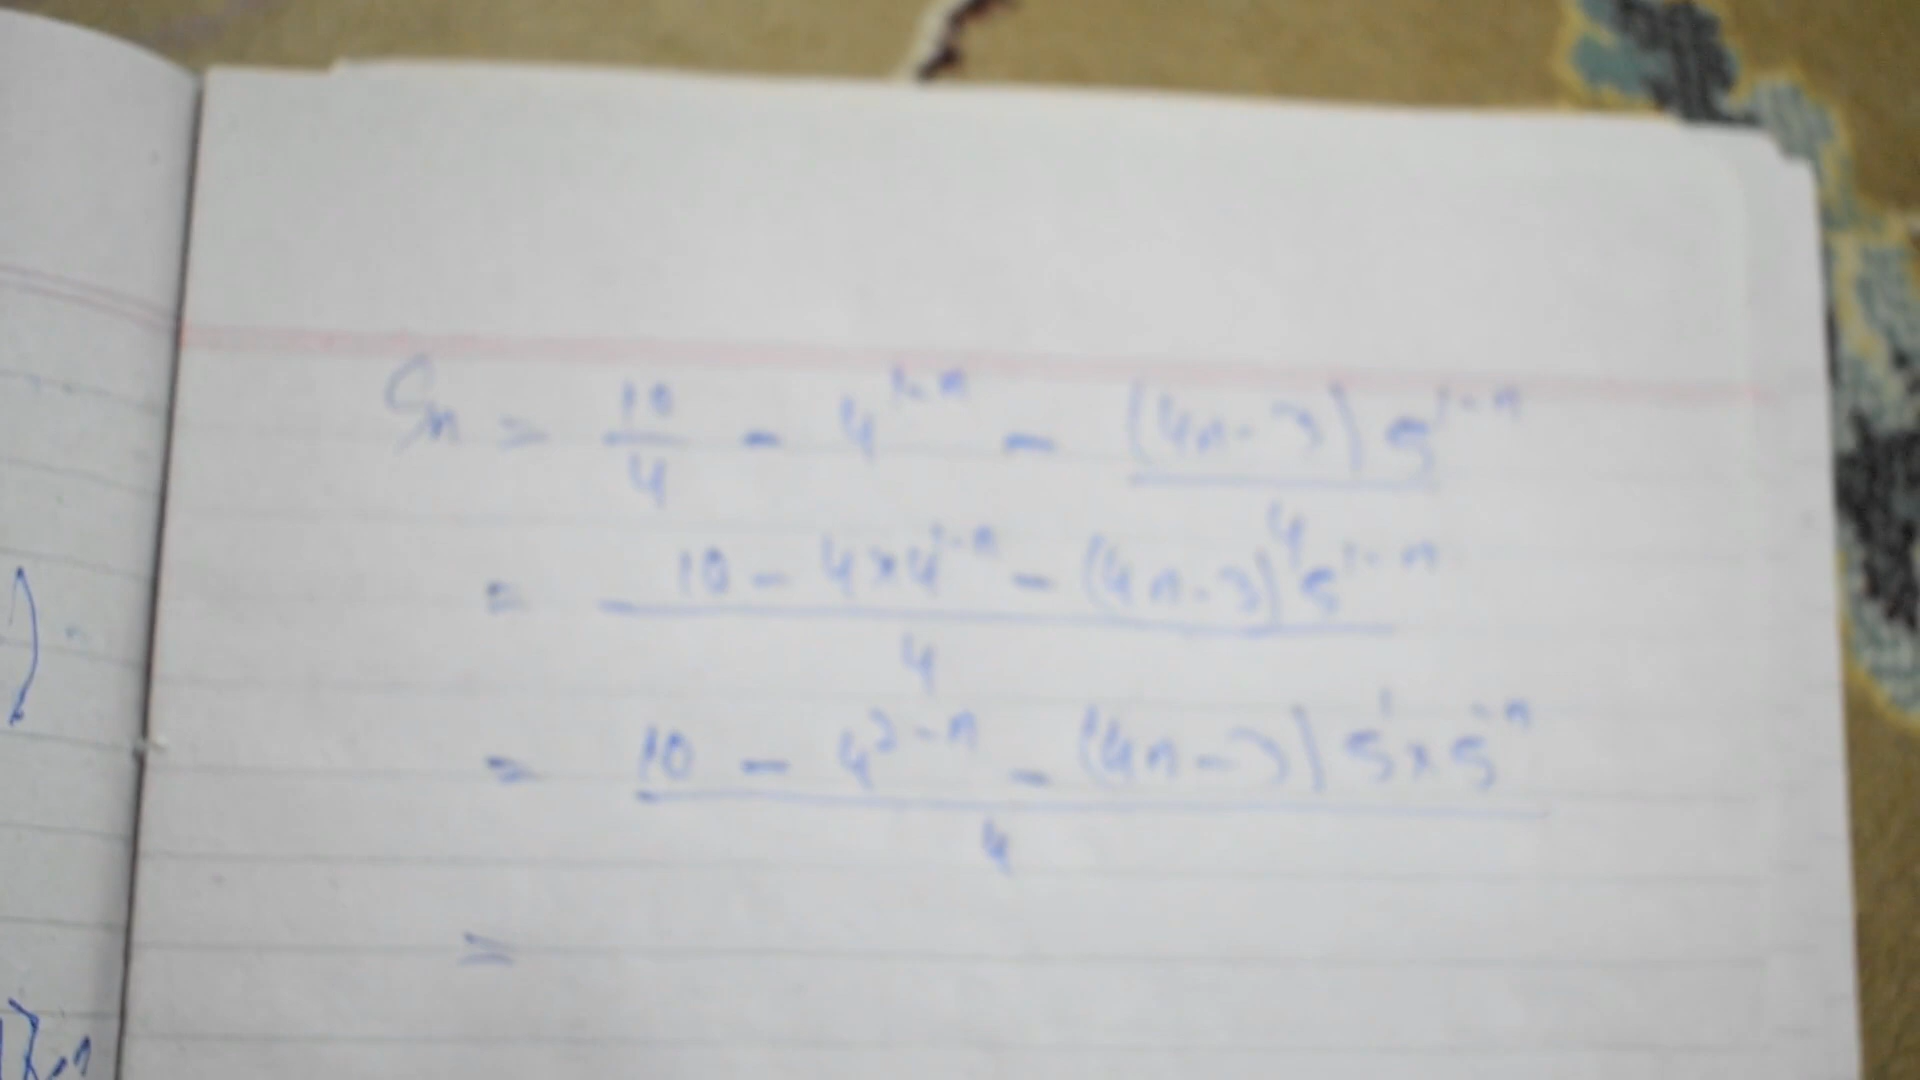 Sn = 10/4 - 4^(1-n) - (4n-3) 5^(1-n)/4
= (10 - 4×4^(1-n) - (4n-3) 5^(1-n))/4
= (10 - 4^(2-n) - (4n-3) 5^1 × 5^(-n))/4
=